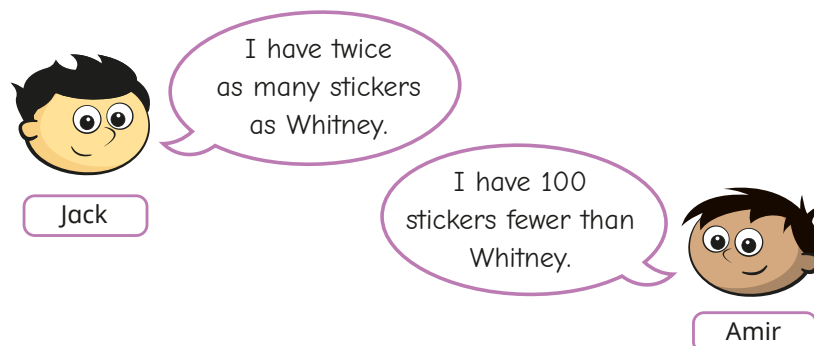 I have twice
as many stickers
as Whitney.
Jack
I have 100
stickers fewer than
Whitney.
Amir